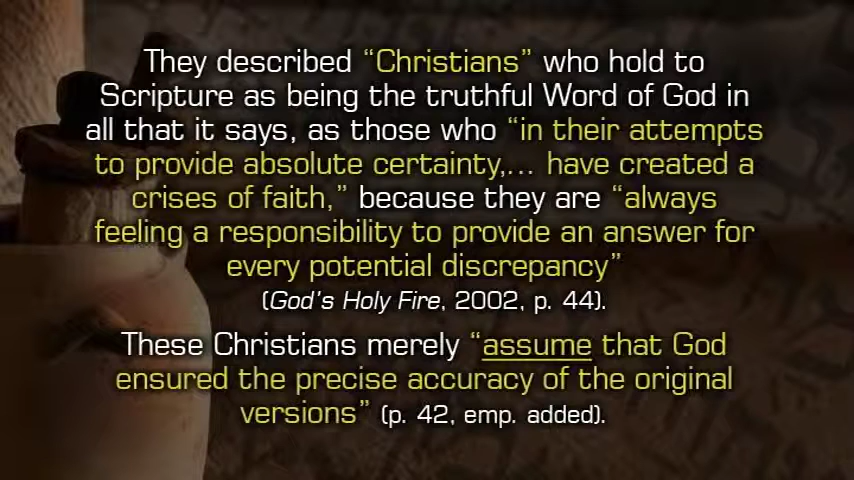 They described “Christians” who hold to
Scripture as being the truthful Word of God in
all that it says, as those who “in their attempts
to provide absolute certainty,... have created a
crises of faith,” because they are “always
feeling a responsibility to provide an answer for
every potential discrepancy”
(God’s Holy Fire, 2002, p. 44).
These Christians merely “assume that God
ensured the precise accuracy of the original
versions” (p. 42, emp. added).